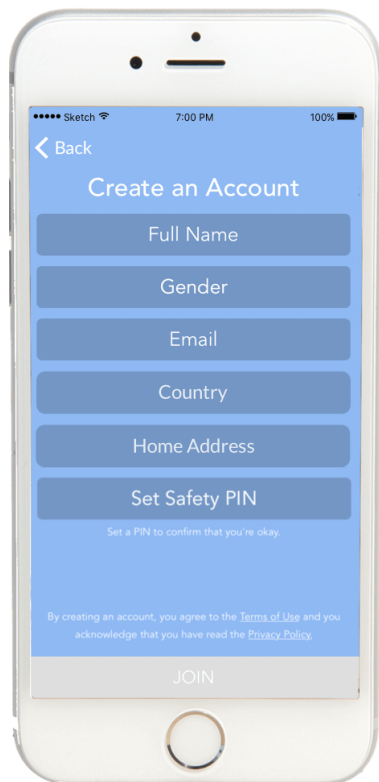 Sketch 7:00 PM 100%
Back
Create an Account
Full Name
Gender
Email
Country
Home Address
Set Safety PIN
Set a PIN to confirm that you're okay.
By creating an account, you agree to the Terms of Use and you
acknowledge that you have read the Privacy Policy.
JOIN